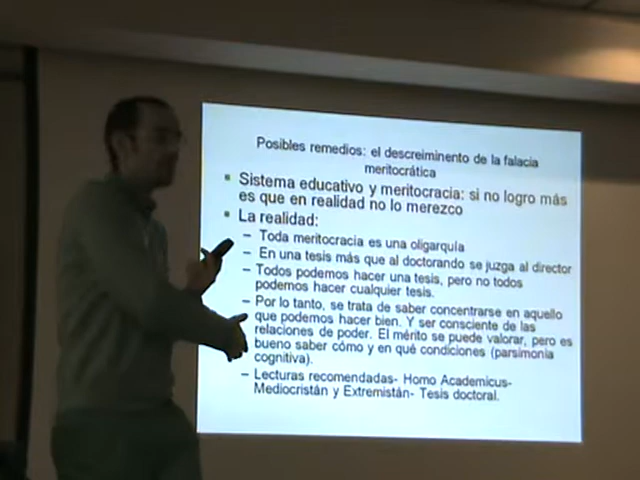 Posibles remedios: el descreiminento de la falacia
meritocrática
Sistema educativo y meritocracia: si no logro más
es que en realidad no lo merezco
La realidad:
– Toda meritocracia es una oligarquía
– En una tesis más que al doctorando se juzga al director
– Todos podemos hacer una tesis, pero no todos
podemos hacer cualquier tesis.
– Por lo tanto, se trata de saber concentrarse en aquello
que podemos hacer bien. Y ser consciente de las
relaciones de poder. El mérito se puede valorar, pero es
bueno saber cómo y en qué condiciones (parsimonia
cognitiva).
– Lecturas recomendadas- Homo Academicus-
Mediocristán y Extremistán- Tesis doctoral.